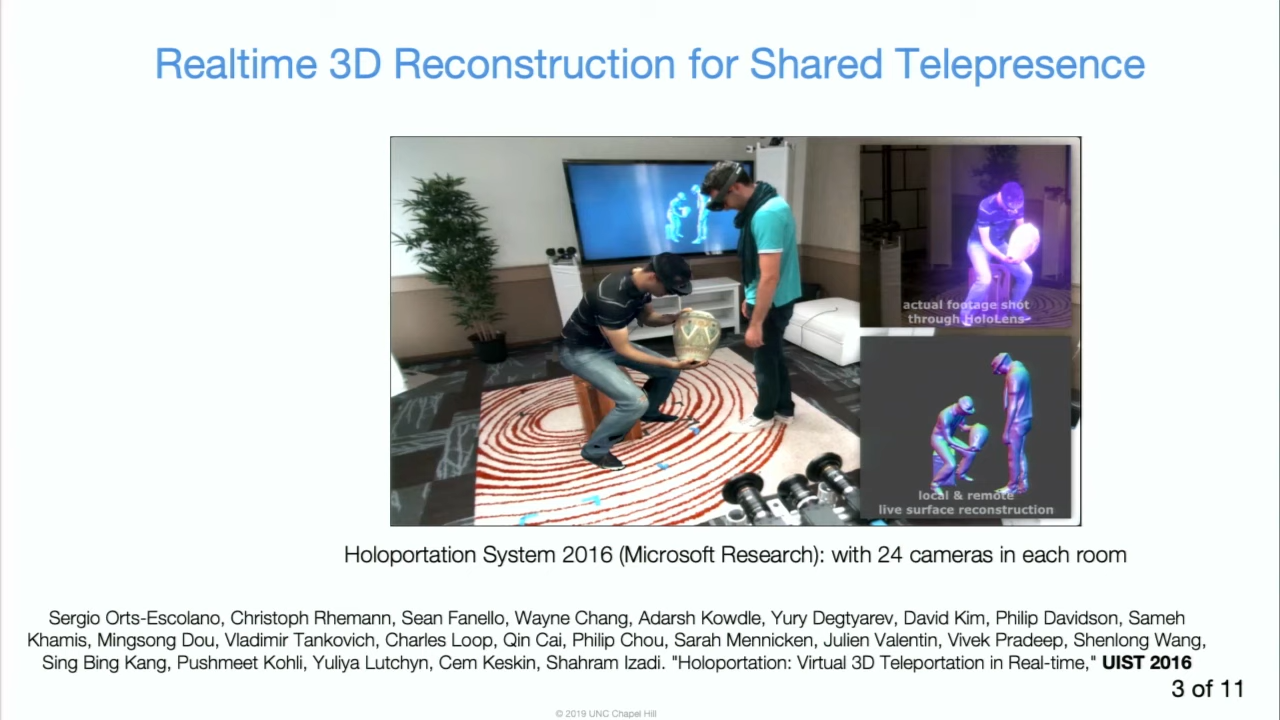 Realtime 3D Reconstruction for Shared Telepresence
actual footage shot
through HoloLens
local & remote
live surface reconstruction
Holoportation System 2016 (Microsoft Research): with 24 cameras in each room
Sergio Orts-Escolano, Christoph Rhemann, Sean Fanello, Wayne Chang, Adarsh Kowdle, Yury Degtyarev, David Kim, Philip Davidson, Sameh
Khamis, Mingsong Dou, Vladimir Tankovich, Charles Loop, Qin Cai, Philip Chou, Sarah Mennicken, Julien Valentin, Vivek Pradeep, Shenlong Wang,
Sing Bing Kang, Pushmeet Kohli, Yuliya Lutchyn, Cem Keskin, Shahram Izadi. "Holoportation: Virtual 3D Teleportation in Real-time," UIST 2016
3 of 11
© 2019 UNC Chapel Hill